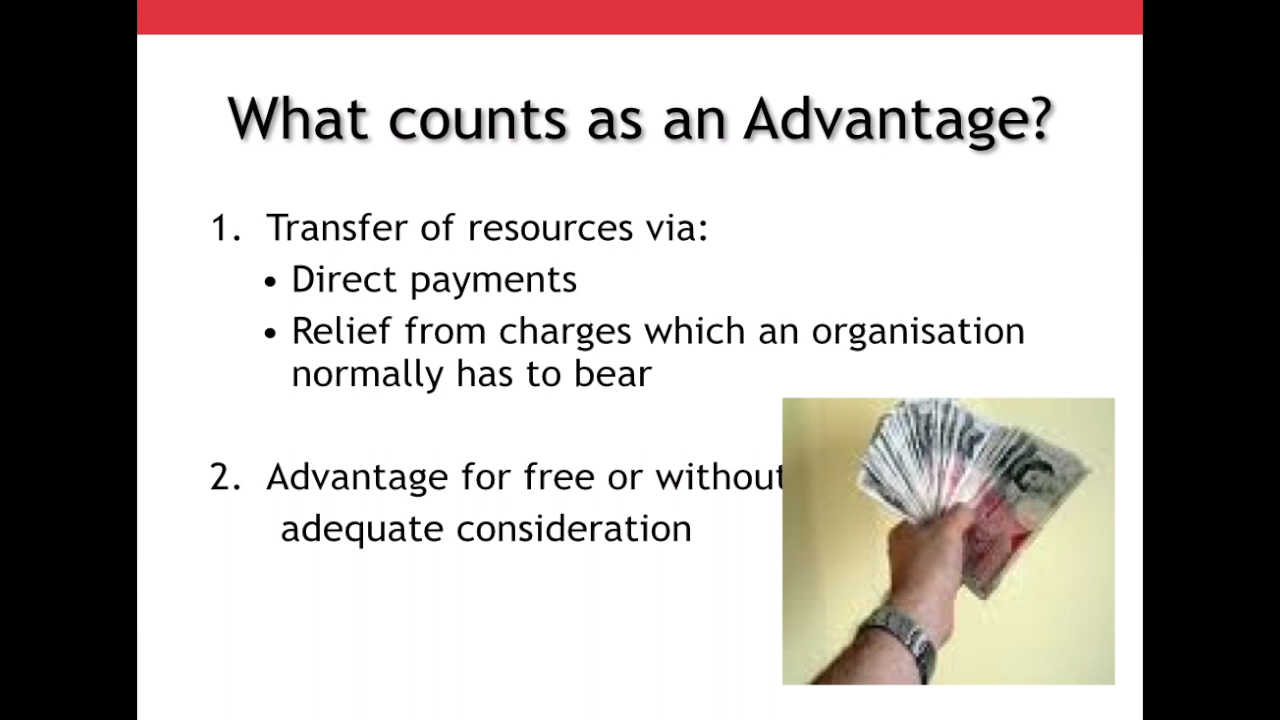 What counts as an Advantage?
1. Transfer of resources via:
• Direct payments
• Relief from charges which an organisation
normally has to bear
2. Advantage for free or without
adequate consideration